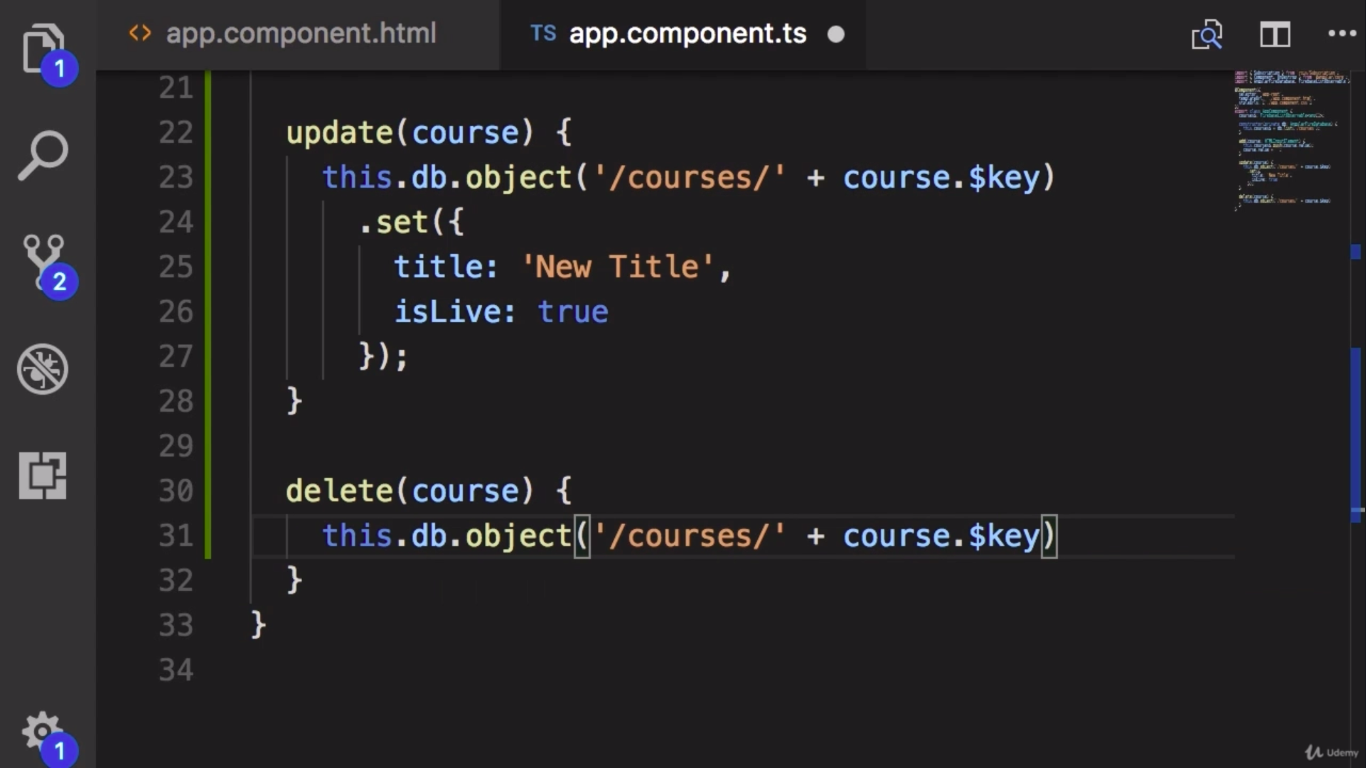 app.component.html
TS app.component.ts
1
2
1
21
22 update(course) {
23 this.db.object('/courses/' + course.$key)
24 .set({
25 title: 'New Title',
26 isLive: true
27 });
28 }
29
30 delete(course) {
31 this.db.object('/courses/' + course.$key)
32 }
33 }
34
Udemy